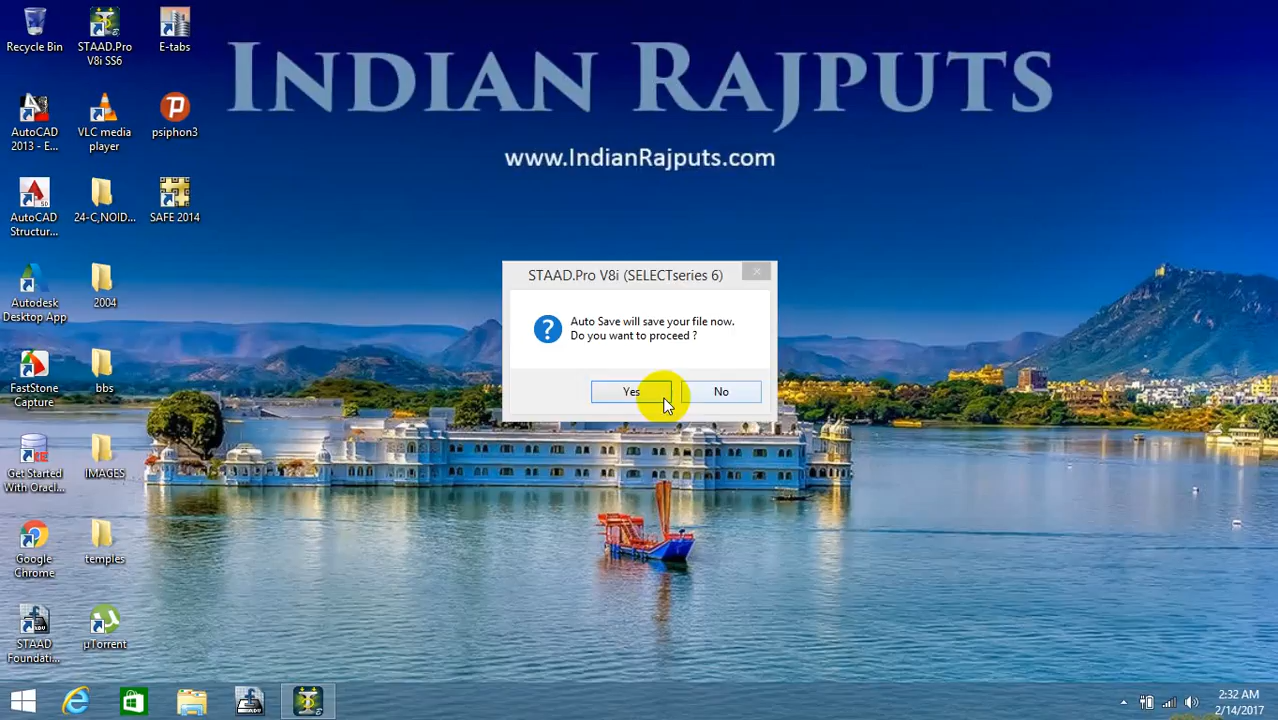 INDIAN RAJPUTS
www.IndianRajputs.com
Recycle Bin
STAAD.Pro
V8i SS6
E-tabs
AutoCAD
2013 - E...
VLC media
player
psiphon3
AutoCAD
Structur...
24-C,NOID...
SAFE 2014
Autodesk
Desktop App
2004
FastStone
Capture
bbs
Get Started
With Oracl...
IMAGES
Google
Chrome
temples
STAAD
Foundati...
µTorrent
STAAD.Pro V8i (SELECTseries 6)
Auto Save will save your file now.
Do you want to proceed ?
Yes
No
2:32 AM
2/14/2017